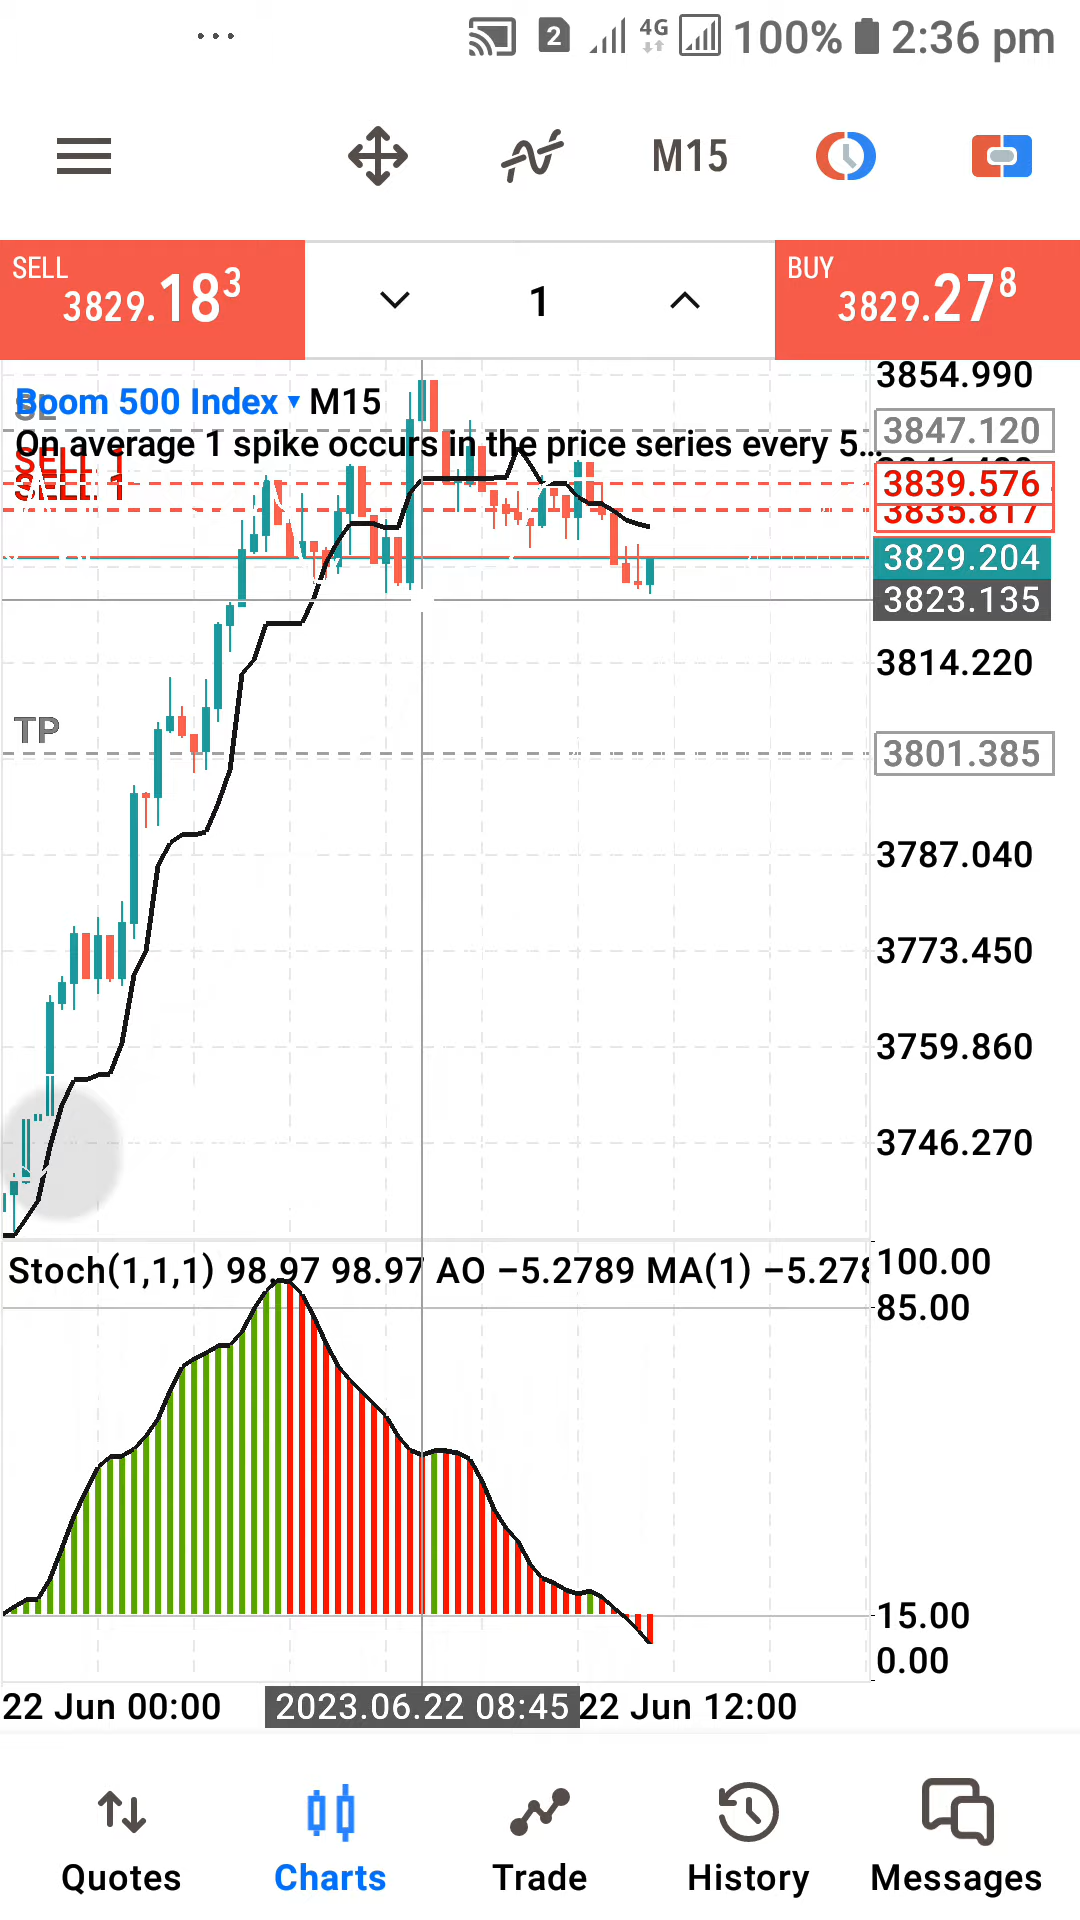 2 4G 100% 2:36 pm
M15
SELL
3829.183
1
BUY
3829.278
3854.990
Boom 500 Index ▾ M15
SL
3847.120
On average 1 spike occurs in the price series every 5...
SELL 1
3839.576
SELL 1
3835.817
3829.204
3823.135
3814.220
TP
3801.385
3787.040
3773.450
3759.860
3746.270
Stoch(1,1,1) 98.97 98.97 AO −5.2789 MA(1) −5.278
100.00
85.00
15.00
0.00
22 Jun 00:00 2023.06.22 08:45 22 Jun 12:00
Quotes Charts Trade History Messages